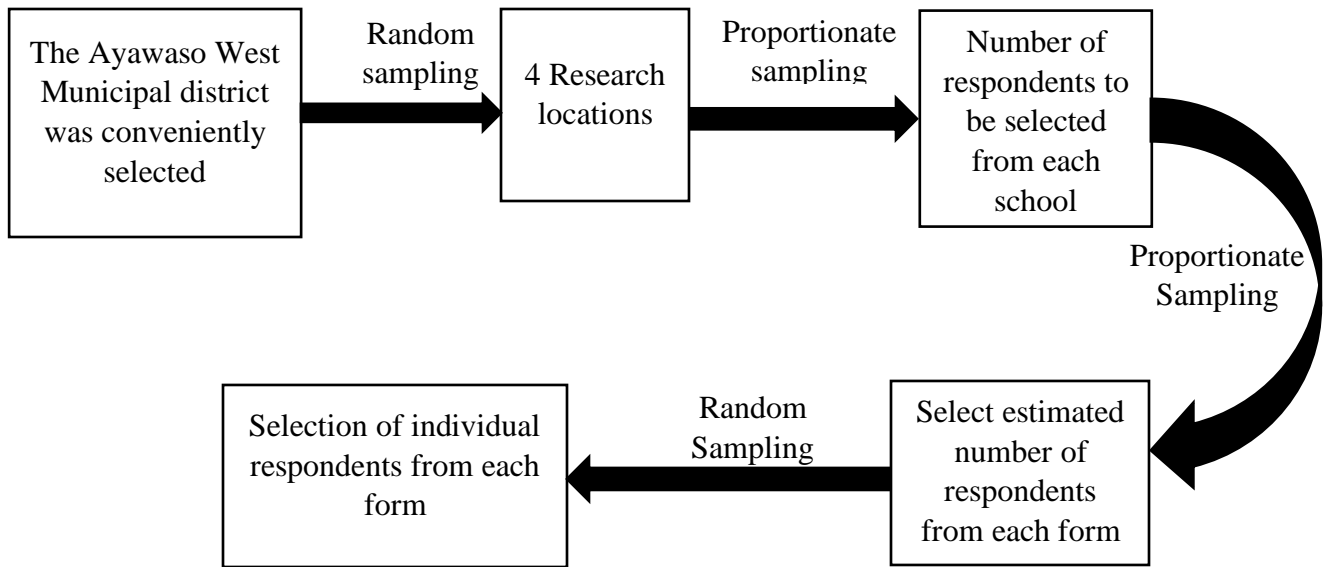 The Ayawaso West
Municipal district
was conveniently
selected
Random
sampling
4 Research
locations
Proportionate
sampling
Number of
respondents to
be selected
from each
school
Proportionate
Sampling
Select estimated
number of
respondents
from each form
Random
Sampling
Selection of individual
respondents from each
form